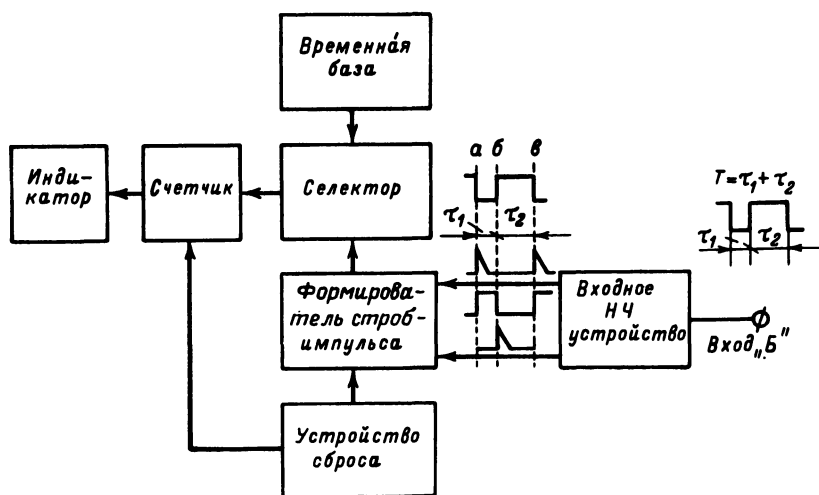 Временная
база
Инди-
катор
Счетчик
Селектор
а б в
τ₁ τ₂
T=τ₁+τ₂
τ₁ τ₂
Формирова-
тель строб-
импульса
Входное
НЧ
устройство
Вход„Б"
Устройство
сброса